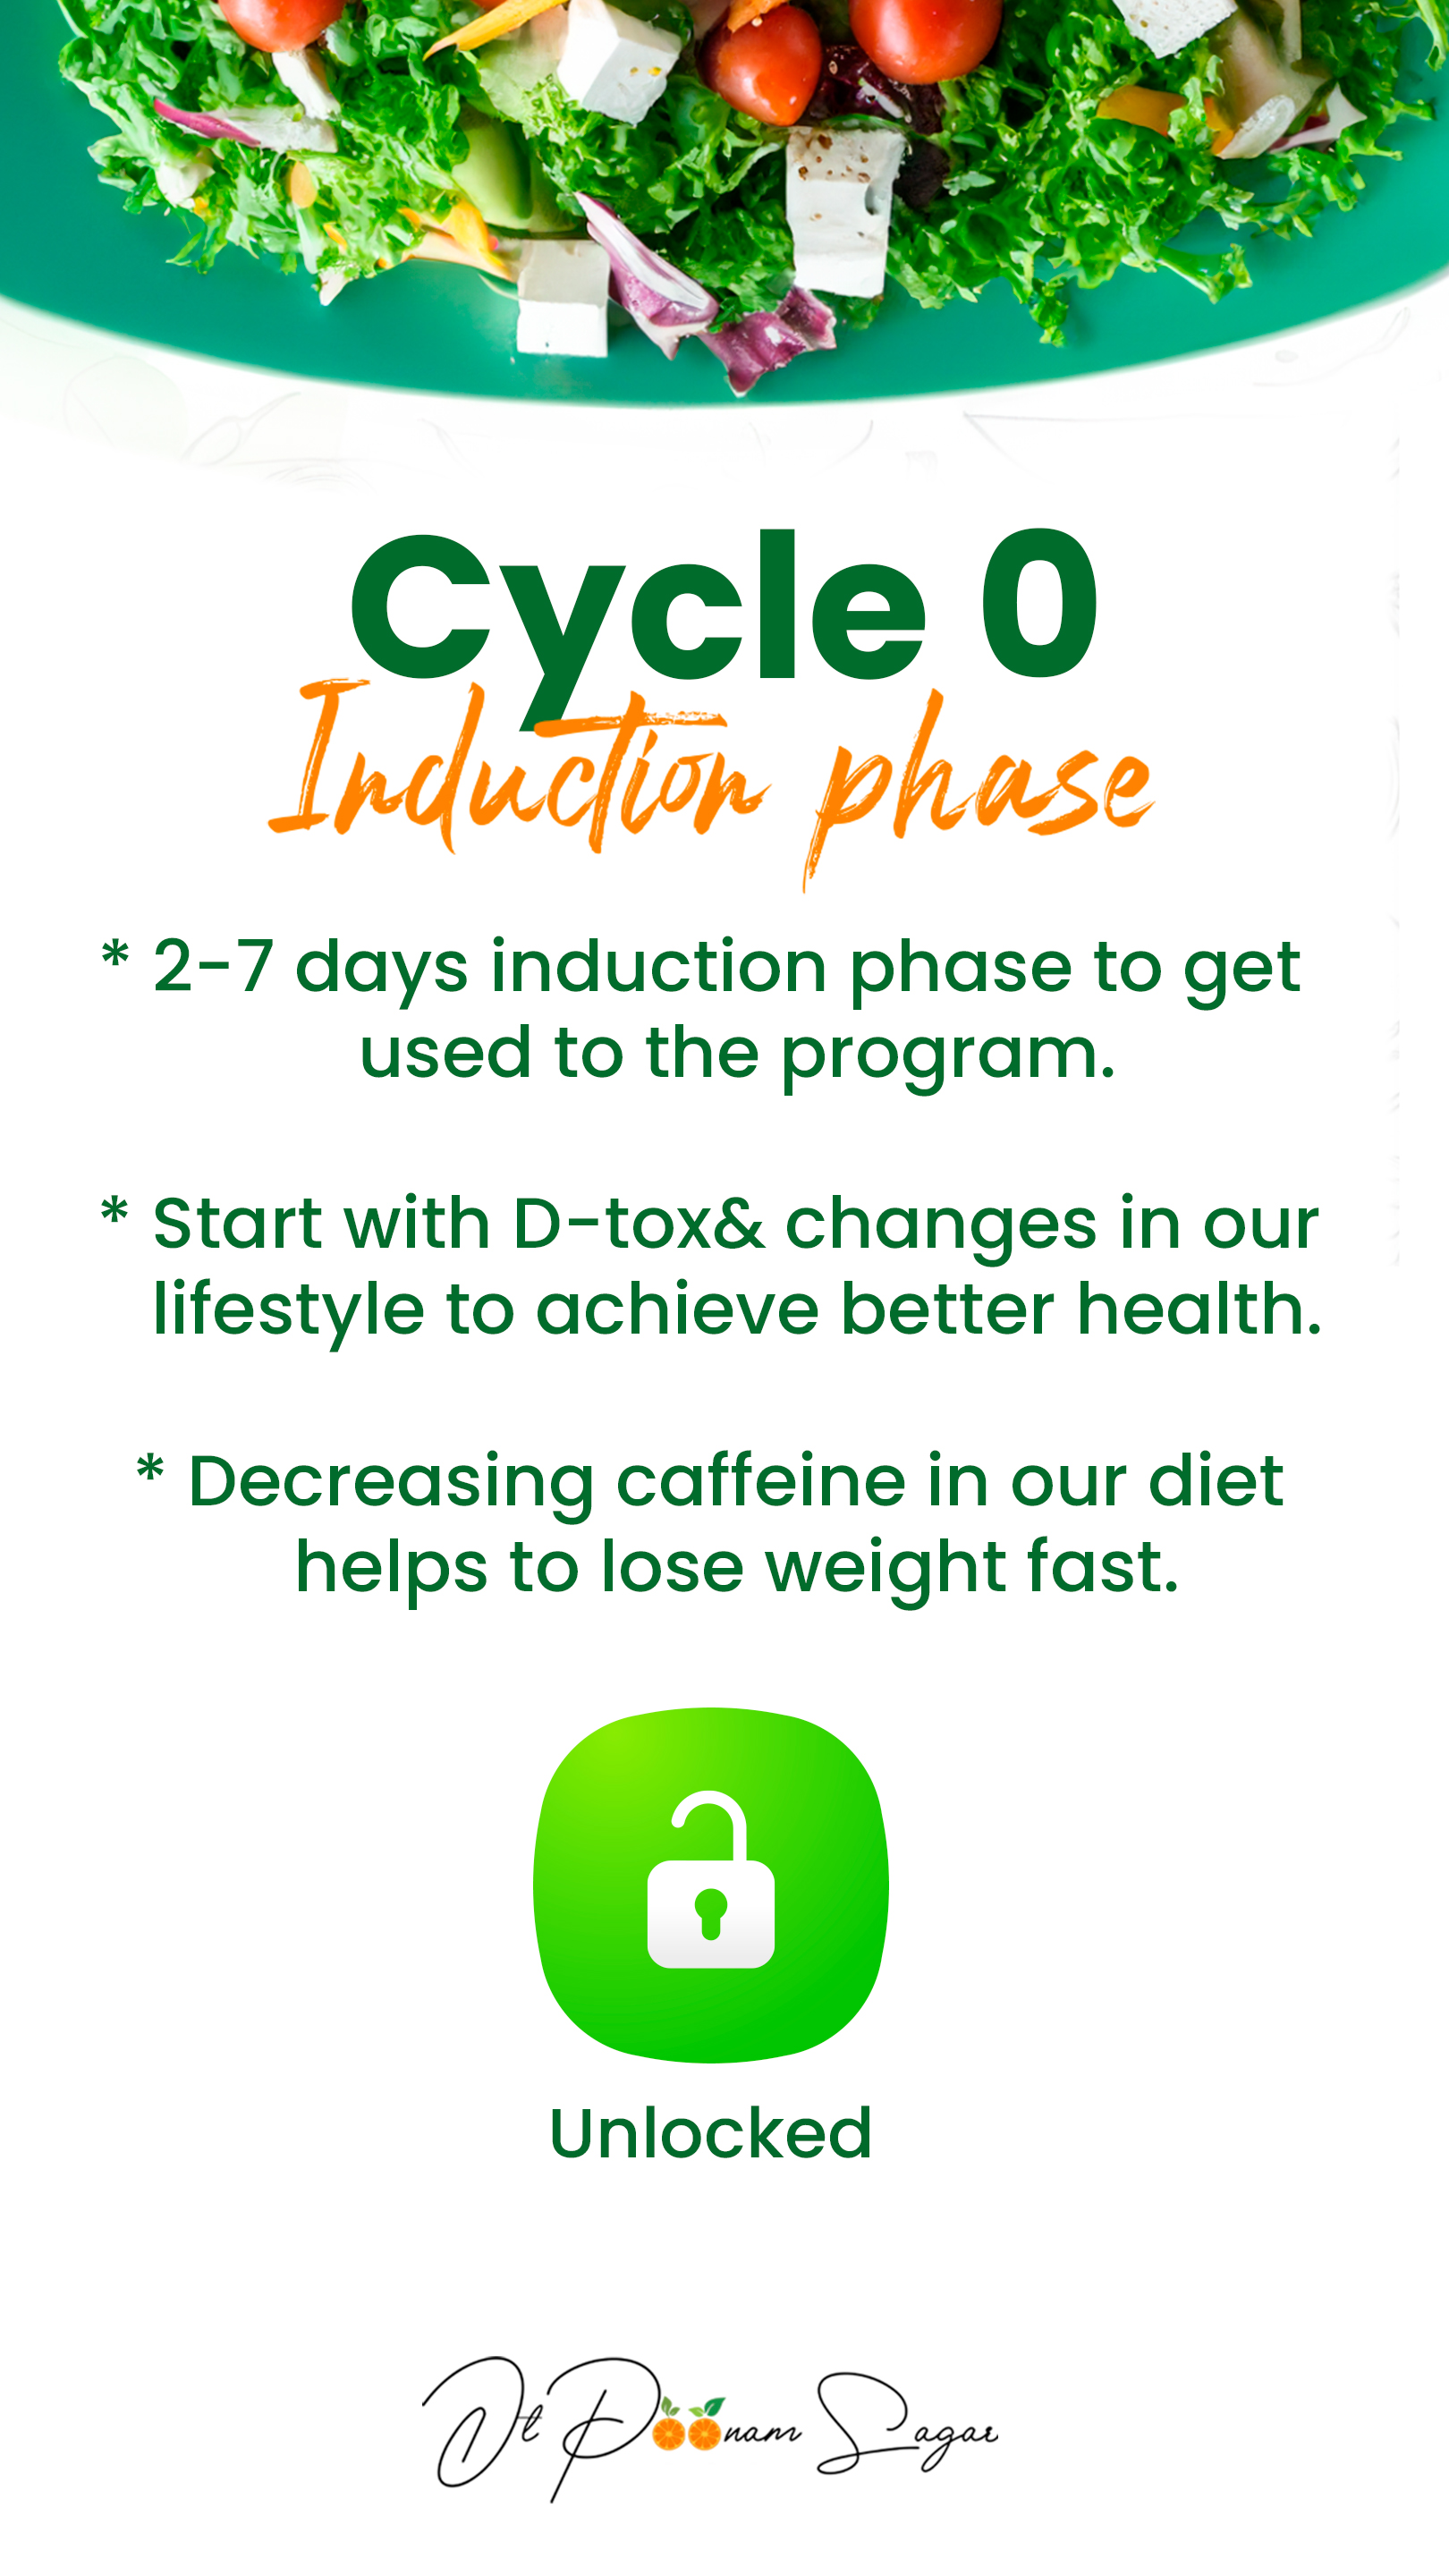 Cycle 0
Induction phase
* 2-7 days induction phase to get
used to the program.
* Start with D-tox& changes in our
lifestyle to achieve better health.
* Decreasing caffeine in our diet
helps to lose weight fast.
Unlocked
Dt Poonam Sagar